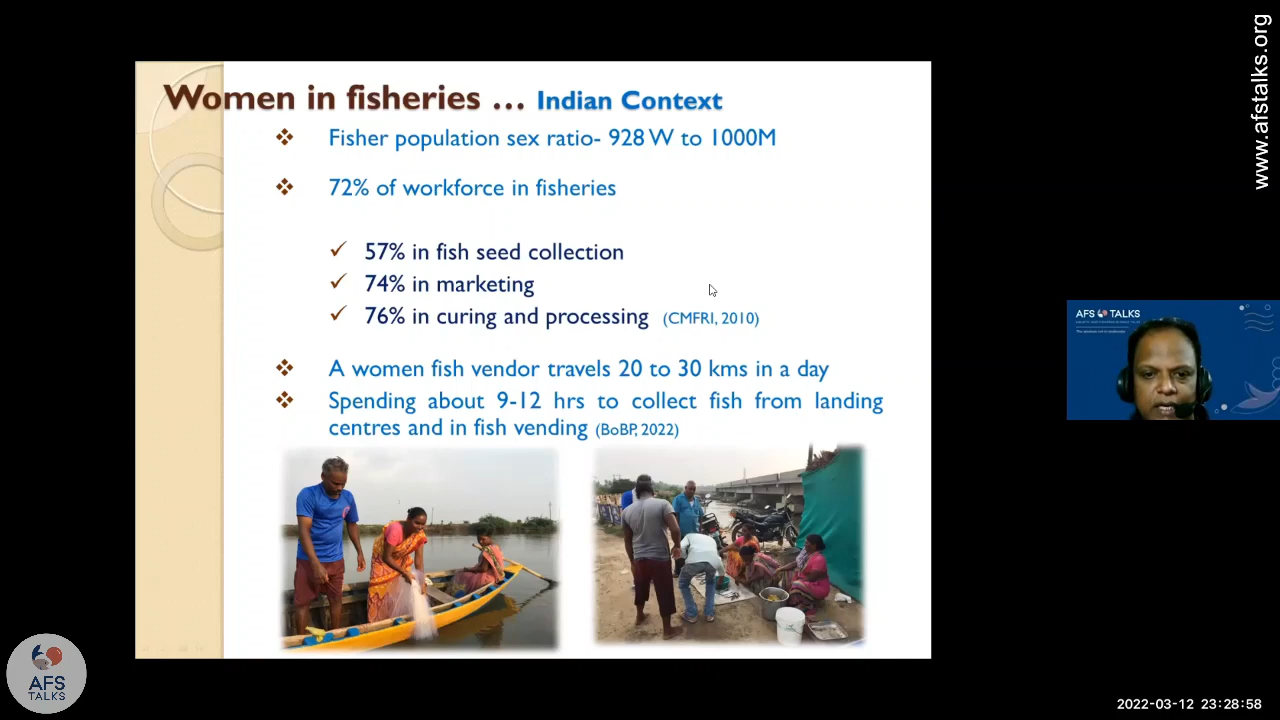 www.afstalks.org
Women in fisheries … Indian Context
Fisher population sex ratio- 928 W to 1000M
72% of workforce in fisheries
57% in fish seed collection
74% in marketing
76% in curing and processing (CMFRI, 2010)
A women fish vendor travels 20 to 30 kms in a day
Spending about 9-12 hrs to collect fish from landing
centres and in fish vending (BoBP, 2022)
AFS TALKS
AFS
TALKS
2022-03-12 23:28:58